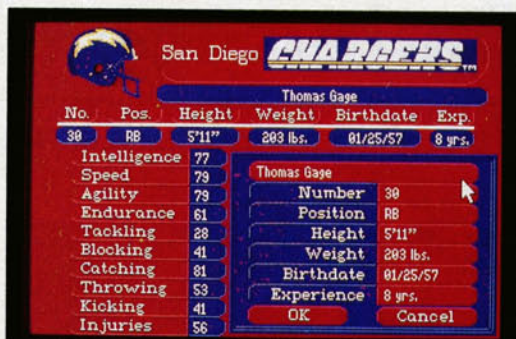 San Diego CHARGERS TM
Thomas Gage
No. Pos. Height Weight Birthdate Exp.
30 RB 5'11" 203 lbs. 01/25/57 8 yrs.
Intelligence 77
Speed 79
Agility 79
Endurance 61
Tackling 28
Blocking 41
Catching 81
Throwing 53
Kicking 41
Injuries 56
Thomas Gage
Number 30
Position RB
Height 5'11"
Weight 203 lbs.
Birthdate 01/25/57
Experience 8 yrs.
OK Cancel